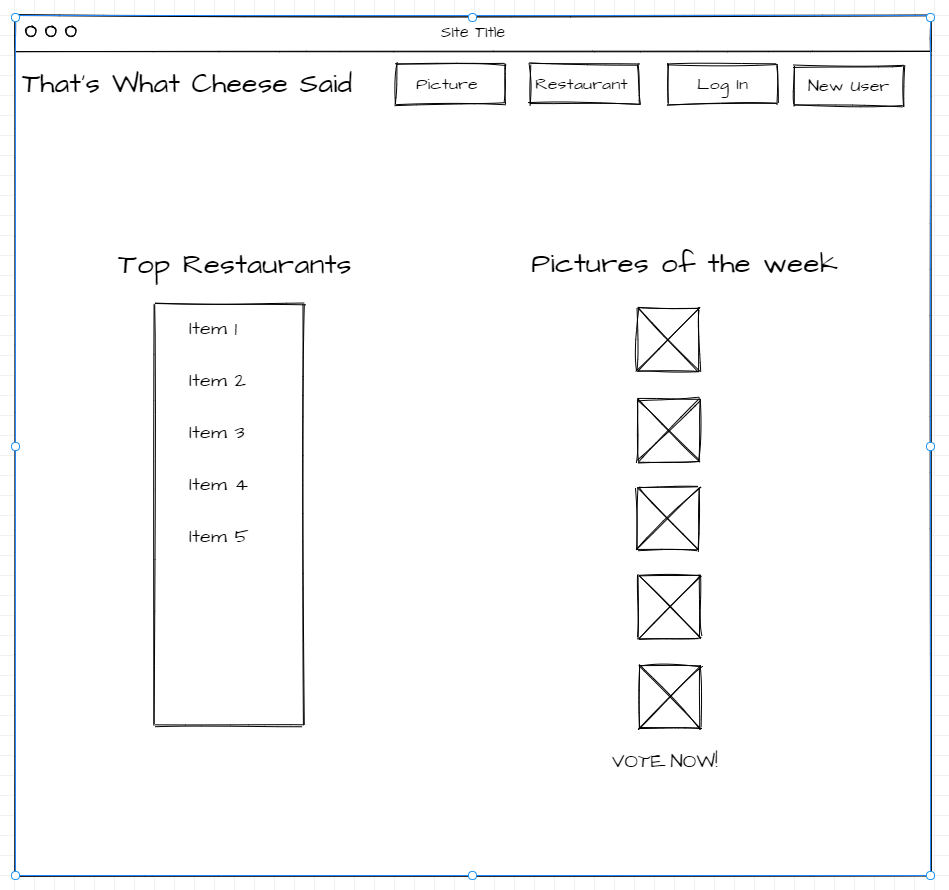 Site Title
That's What Cheese Said
Picture
Restaurant
Log In
New User
Top Restaurants
Item 1
Item 2
Item 3
Item 4
Item 5
Pictures of the week
VOTE NOW!